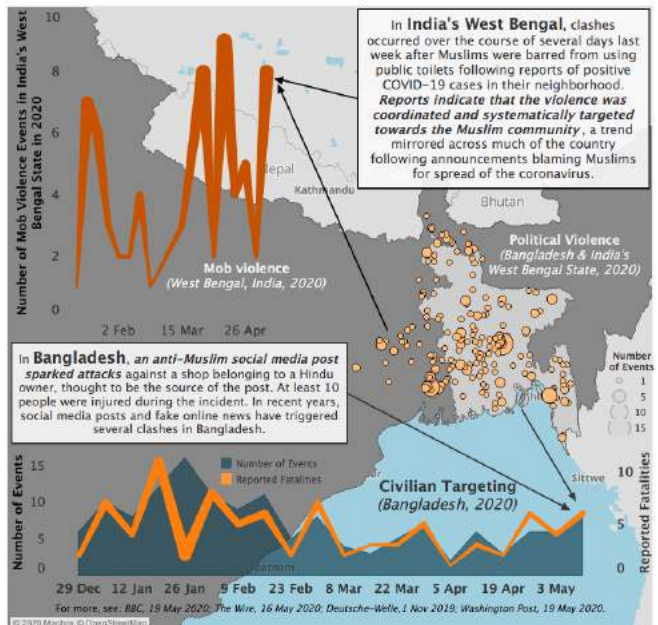 In India's West Bengal, clashes
occurred over the course of several days last
week after Muslims were barred from using
public toilets following reports of positive
COVID-19 cases in their neighborhood.
Reports indicate that the violence was
coordinated and systematically targeted
towards the Muslim community, a trend
mirrored across much of the country
following announcements blaming Muslims
for spread of the coronavirus.
Number of Mob Violence Events in India's West
Bengal State in 2020
10
8
6
4
2
0
2 Feb 15 Mar 26 Apr
Mob violence
(West Bengal, India, 2020)
Nepal
Kathmandu
Bhutan
Political Violence
(Bangladesh & India's
West Bengal State, 2020)
Number
of Events
1
5
10
15
In Bangladesh, an anti-Muslim social media post
sparked attacks against a shop belonging to a Hindu
owner, thought to be the source of the post. At least 10
people were injured during the incident. In recent years,
social media posts and fake online news have triggered
several clashes in Bangladesh.
Sittwe
Number of Events
15
10
5
0
Number of Events
Reported Fatalities
Civilian Targeting
(Bangladesh, 2020)
Reported Fatalities
10
5
0
29 Dec 12 Jan 26 Jan 9 Feb 23 Feb 8 Mar 22 Mar 5 Apr 19 Apr 3 May
For more, see: BBC, 19 May 2020; The Wire, 16 May 2020; Deutsche-Welle,1 Nov 2019; Washington Post, 19 May 2020.
© 2020 Mapbox © OpenStreetMap